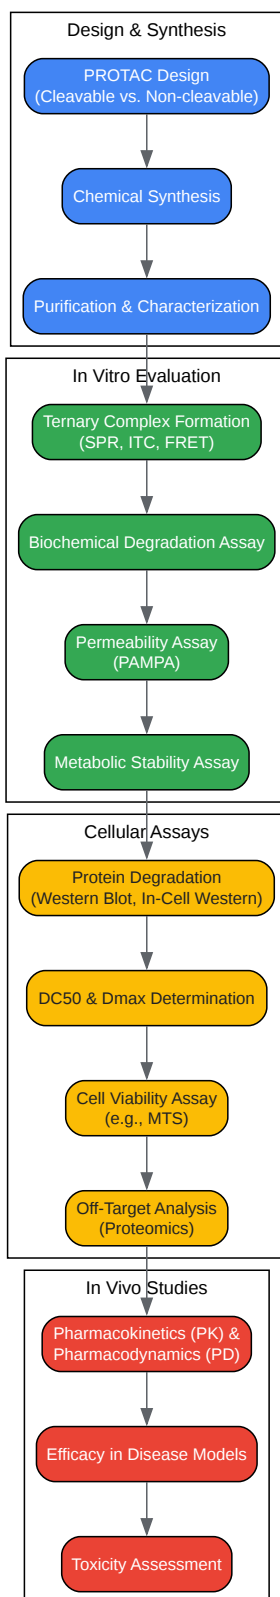 Design & Synthesis
PROTAC Design
(Cleavable vs. Non-cleavable)
Chemical Synthesis
Purification & Characterization
In Vitro Evaluation
Ternary Complex Formation
(SPR, ITC, FRET)
Biochemical Degradation Assay
Permeability Assay
(PAMPA)
Metabolic Stability Assay
Cellular Assays
Protein Degradation
(Western Blot, In-Cell Western)
DC50 & Dmax Determination
Cell Viability Assay
(e.g., MTS)
Off-Target Analysis
(Proteomics)
In Vivo Studies
Pharmacokinetics (PK) &
Pharmacodynamics (PD)
Efficacy in Disease Models
Toxicity Assessment